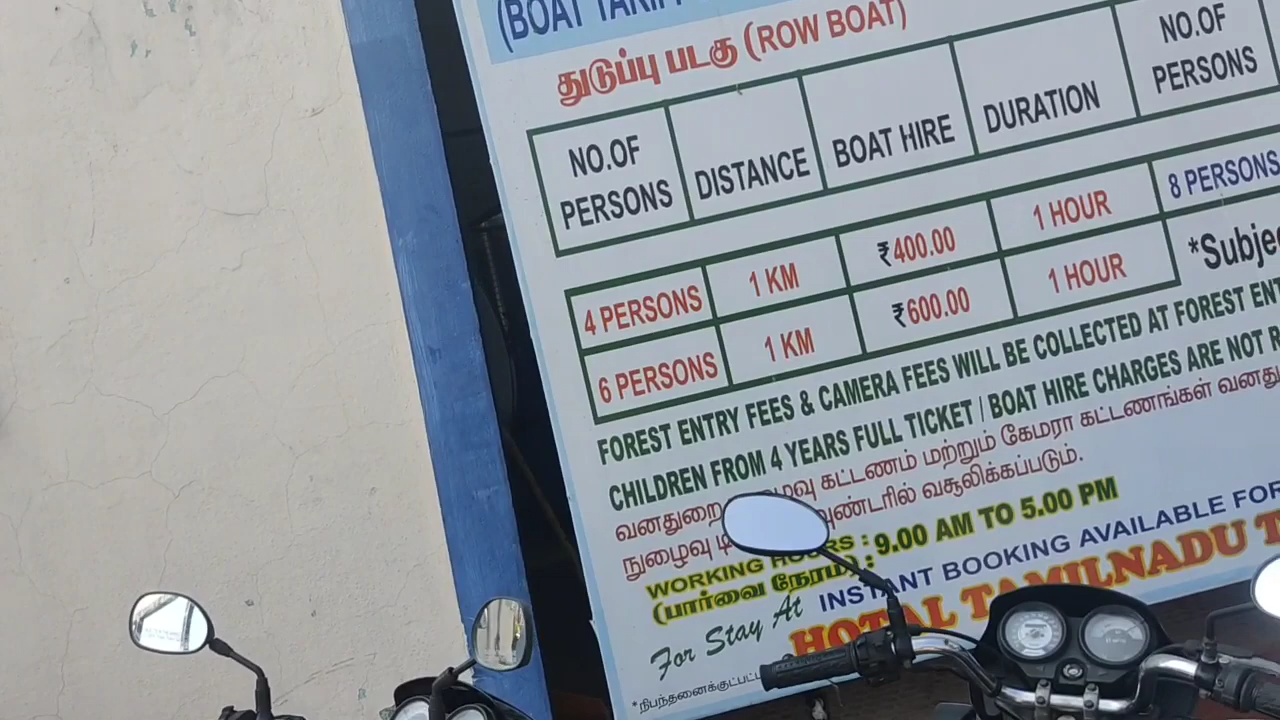 (BOAT TARIFF
துடுப்பு படகு (ROW BOAT)
NO.OF PERSONS DISTANCE BOAT HIRE DURATION NO.OF PERSONS
4 PERSONS 1 KM ₹400.00 1 HOUR 8 PERSONS
6 PERSONS 1 KM ₹600.00 1 HOUR *Subje
FOREST ENTRY FEES & CAMERA FEES WILL BE COLLECTED AT FOREST ENT
CHILDREN FROM 4 YEARS FULL TICKET / BOAT HIRE CHARGES ARE NOT R
வனதுறை கட்டணம் மற்றும் கேமரா கட்டணங்கள் வனது
நுழைவு வசூலிக்கப்படும்.
WORKING HOURS : 9.00 AM TO 5.00 PM
(பார்வை நேரம்) :
For Stay At INSTANT BOOKING AVAILABLE FOR
HOTAL TAMILNADU T